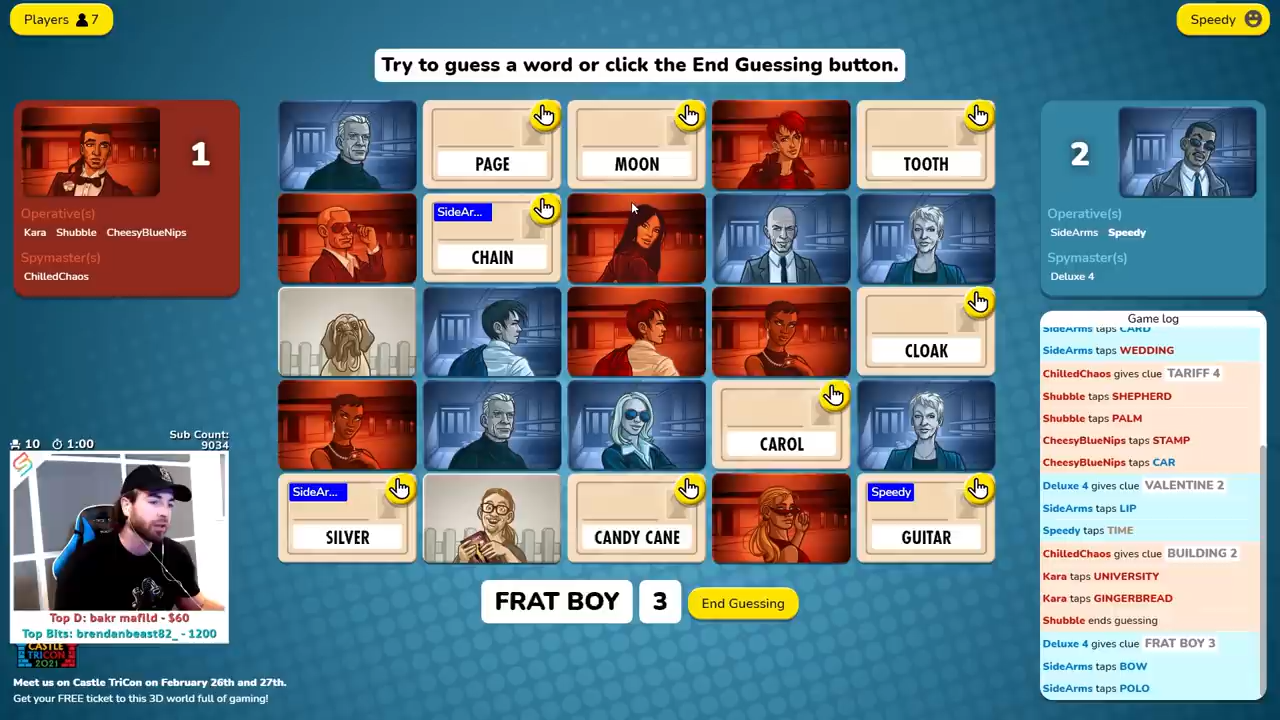 Players 7
Speedy
Try to guess a word or click the End Guessing button.
1
Operative(s)
Kara Shubble CheesyBlueNips
Spymaster(s)
ChilledChaos
PAGE
MOON
TOOTH
SideAr...
CHAIN
CLOAK
CAROL
SideAr...
SILVER
CANDY CANE
Speedy
GUITAR
FRAT BOY 3 End Guessing
2
Operative(s)
SideArms Speedy
Spymaster(s)
Deluxe 4
Game log
SideArms taps CARD
SideArms taps WEDDING
ChilledChaos gives clue TARIFF 4
Shubble taps SHEPHERD
Shubble taps PALM
CheesyBlueNips taps STAMP
CheesyBlueNips taps CAR
Deluxe 4 gives clue VALENTINE 2
SideArms taps LIP
Speedy taps TIME
ChilledChaos gives clue BUILDING 2
Kara taps UNIVERSITY
Kara taps GINGERBREAD
Shubble ends guessing
Deluxe 4 gives clue FRAT BOY 3
SideArms taps BOW
SideArms taps POLO
10 1:00
Sub Count:
9034
Top D: bakr mafild - $60
Top Bits: brendanbeast82_ - 1200
CASTLE
TRICON
2021
Meet us on Castle TriCon on February 26th and 27th.
Get your FREE ticket to this 3D world full of gaming!